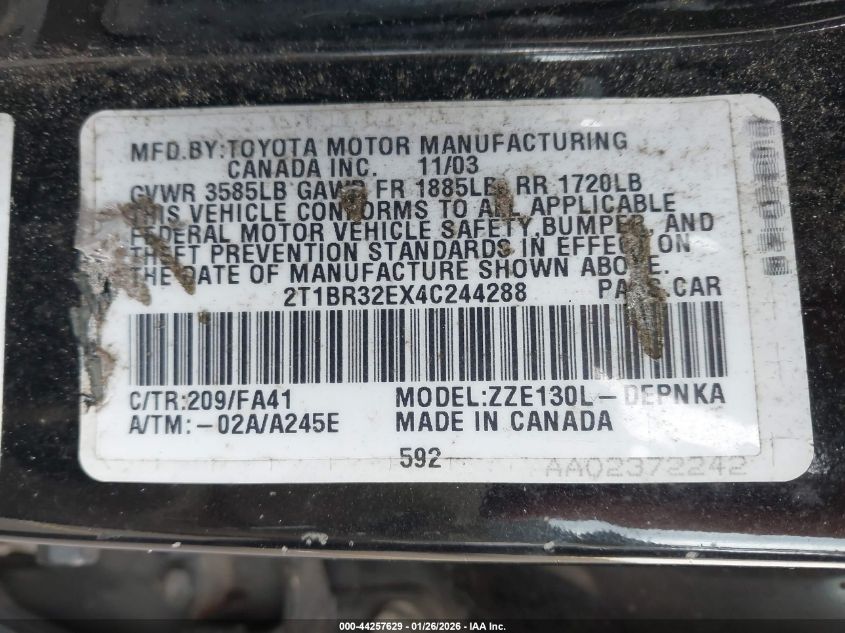 MFD.BY:TOYOTA MOTOR MANUFACTURING
CANADA INC. 11/03
GVWR 3585LB GAWR FR 1885LB RR 1720LB
THIS VEHICLE CONFORMS TO ALL APPLICABLE
FEDERAL MOTOR VEHICLE SAFETY,BUMPER, AND
THEFT PREVENTION STANDARDS IN EFFECT ON
THE DATE OF MANUFACTURE SHOWN ABOVE.
2T1BR32EX4C244288 PASS.CAR
C/TR:209/FA41 MODEL:ZZE130L-DEPNKA
A/TM:-02A/A245E MADE IN CANADA
592
AA02372242
000-44257629 | 01/26/2026 | IAA Inc.